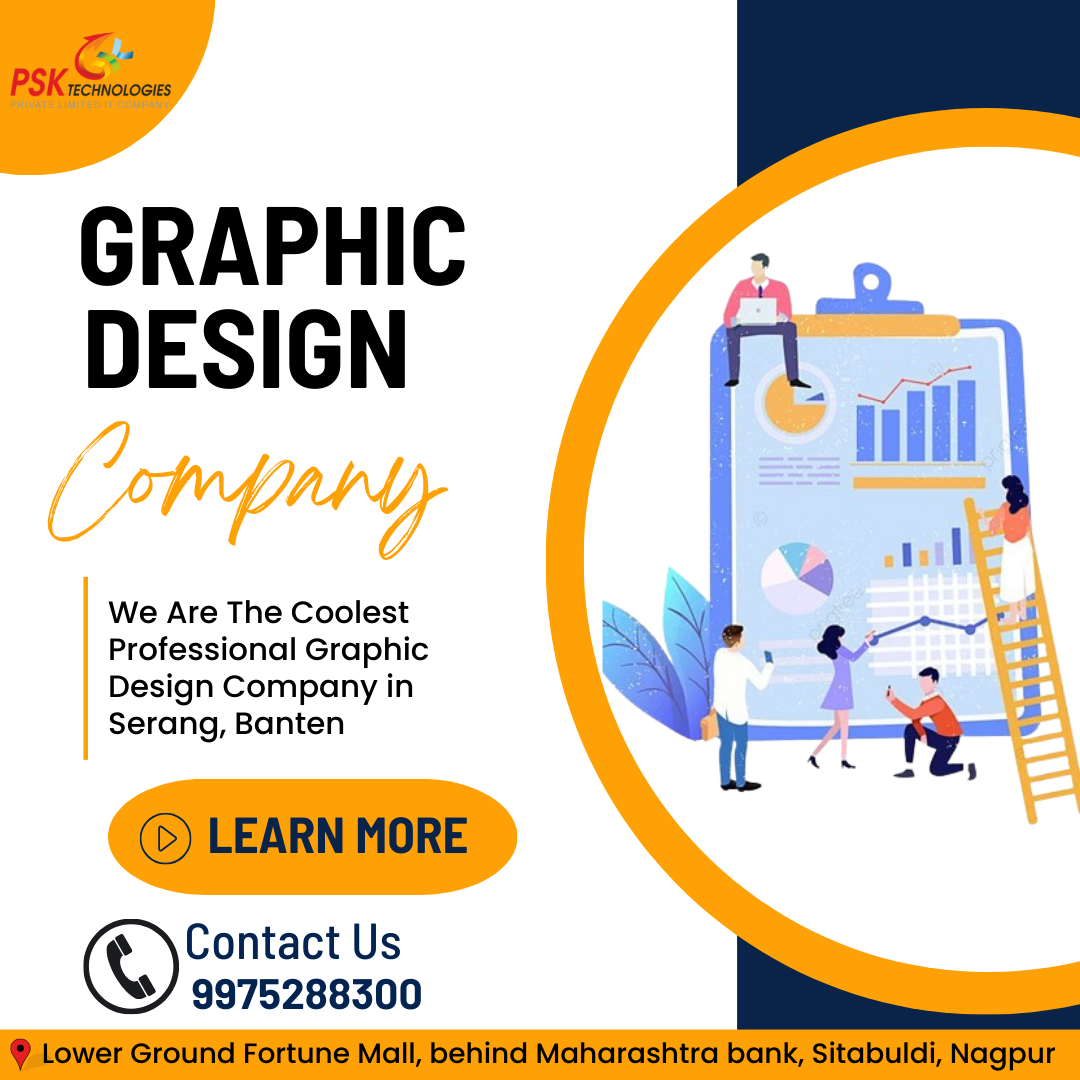 PSK TECHNOLOGIES
PRIVATE LIMITED IT COMPANY
GRAPHIC
DESIGN
Company
We Are The Coolest
Professional Graphic
Design Company in
Serang, Banten
LEARN MORE
Contact Us
9975288300
Lower Ground Fortune Mall, behind Maharashtra bank, Sitabuldi, Nagpur